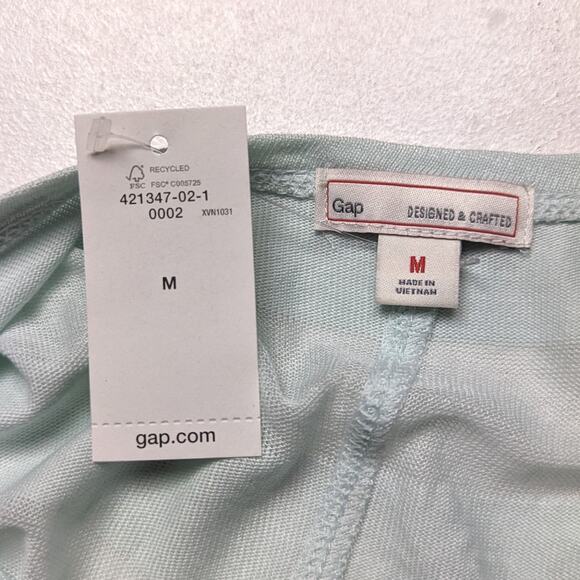 RECYCLED
FSC FSC® C005725
421347-02-1
0002 XVN1031
M
gap.com
Gap DESIGNED & CRAFTED
M
MADE IN
VIETNAM